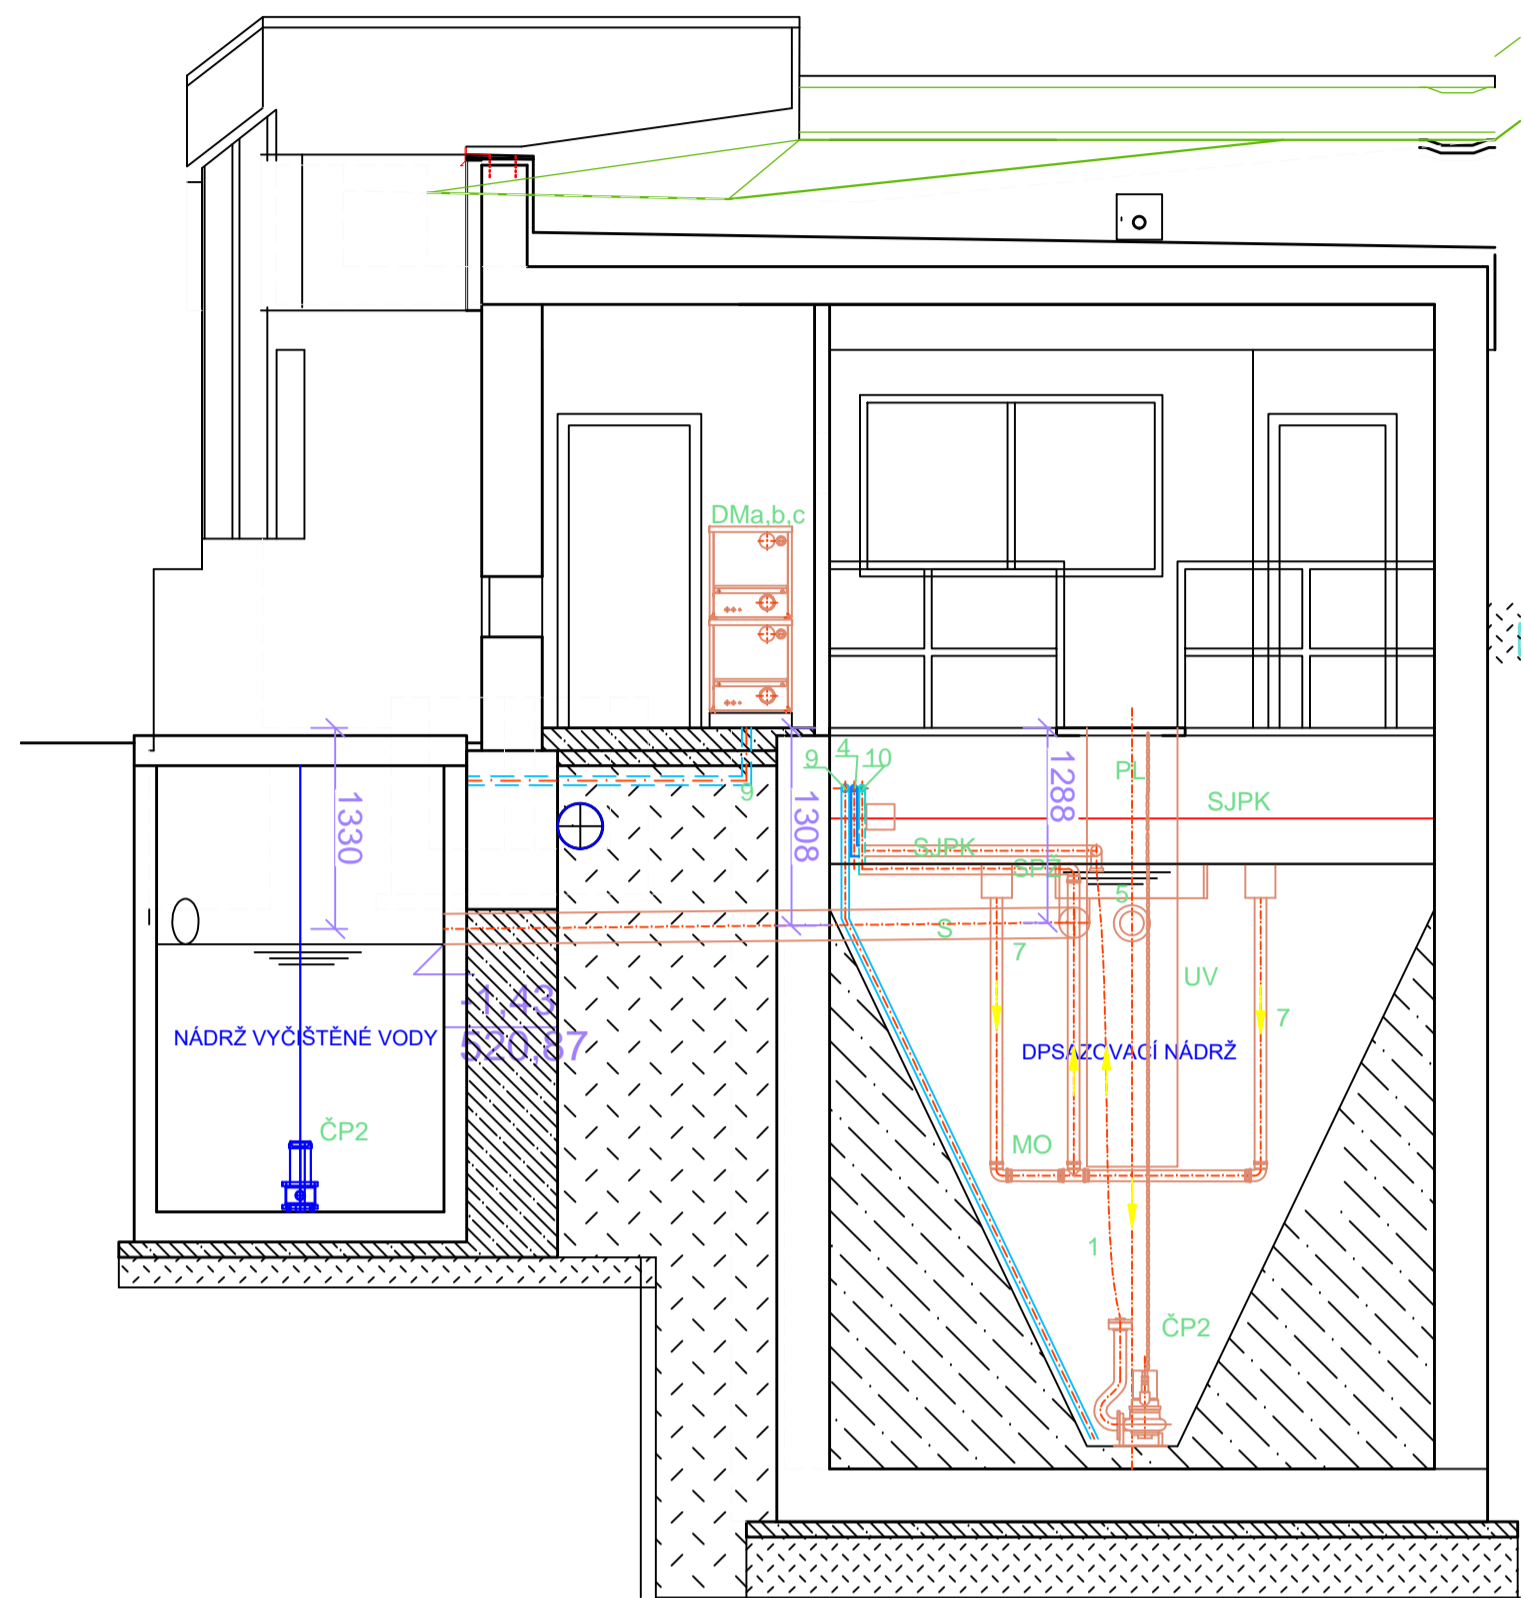 DMa,b,c
9
4
10
PL
SJPK
9
1330
1308
1288
SJPK
SPŽ
5
S
7
UV
-1,43
520,87
7
NÁDRŽ VYČIŠTĚNÉ VODY
DPSAZOVACÍ NÁDRŽ
ČP2
MO
1
ČP2